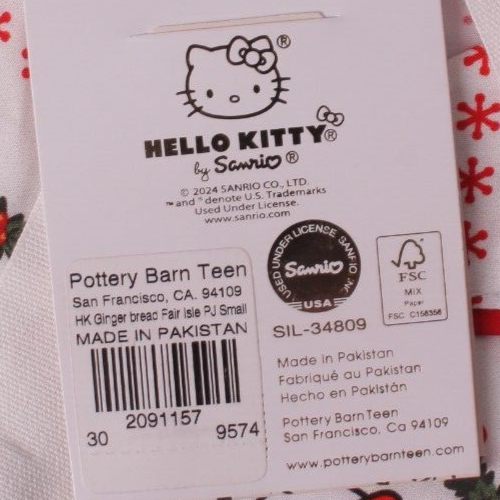 ®
HELLO KITTY®
by Sanrio®
© 2024 SANRIO CO., LTD.
™ and ® denote U.S. Trademarks
Used Under License.
www.sanrio.com
USED UNDER LICENSE SANRIO, INC.
Sanrio
USA
SIL-34809
FSC
MIX
Paper
FSC C158358
Pottery Barn Teen
San Francisco, CA. 94109
HK Ginger bread Fair Isle PJ Small
MADE IN PAKISTAN
2091157
30 9574
Made in Pakistan
Fabriqué au Pakistan
Hecho en Pakistán
Pottery Barn Teen
San Francisco, Ca 94109
www.potterybarnteen.com